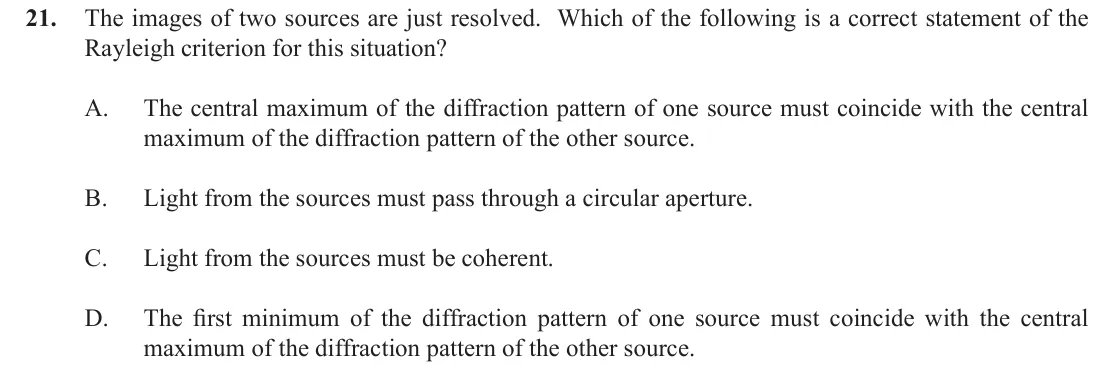 21. The images of two sources are just resolved. Which of the following is a correct statement of the
Rayleigh criterion for this situation?
A. The central maximum of the diffraction pattern of one source must coincide with the central
maximum of the diffraction pattern of the other source.
B. Light from the sources must pass through a circular aperture.
C. Light from the sources must be coherent.
D. The first minimum of the diffraction pattern of one source must coincide with the central
maximum of the diffraction pattern of the other source.